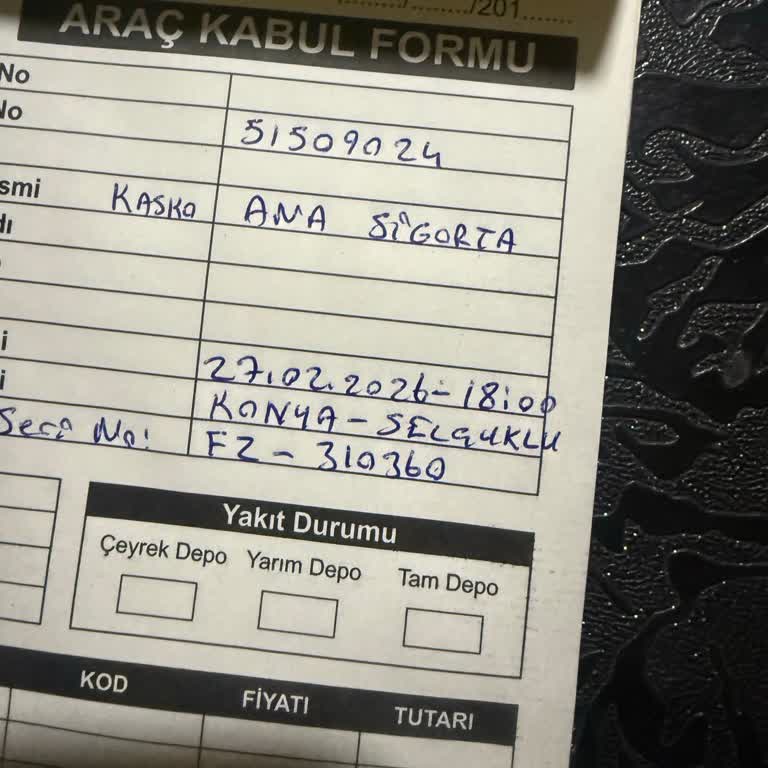 ......./......../201.......
ARAÇ KABUL FORMU
No
No 51509024
smi KASKO ANA SİGORTA
dı
i 27.02.2026-18:00
i KONYA - SELÇUKLU
Seri No: FZ - 310360
Yakıt Durumu
Çeyrek Depo Yarım Depo Tam Depo
KOD FİYATI TUTARI